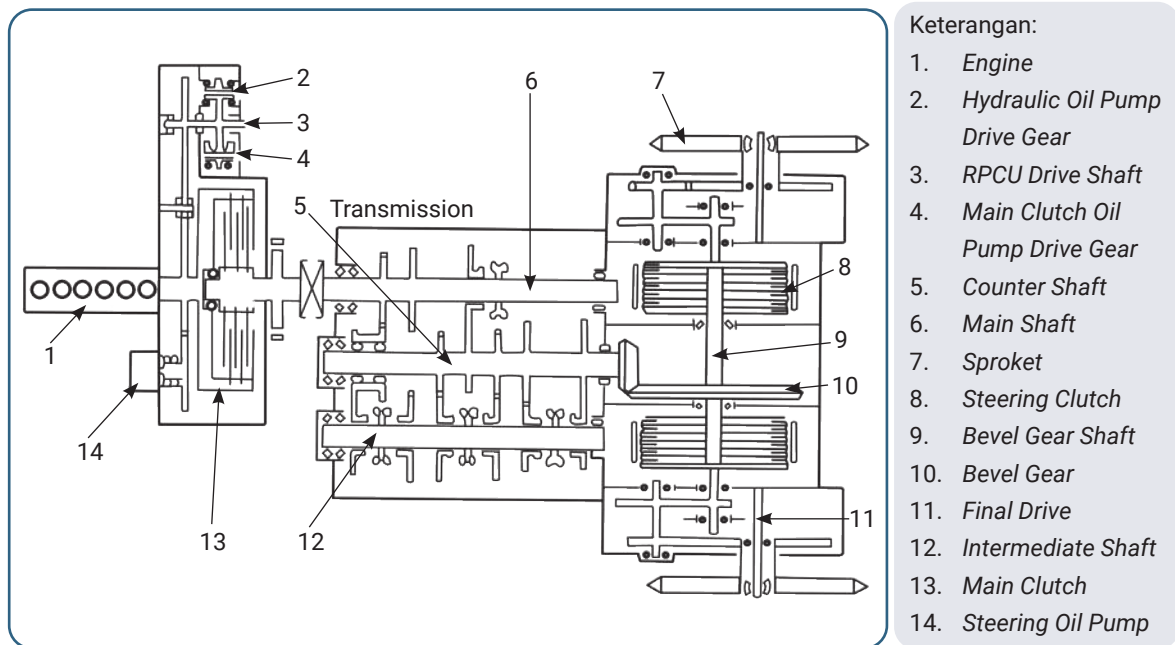 2
3
4
5
Transmission
6
7
8
9
10
11
1
14
13
12
Keterangan:
1. Engine
2. Hydraulic Oil Pump
Drive Gear
3. RPCU Drive Shaft
4. Main Clutch Oil
Pump Drive Gear
5. Counter Shaft
6. Main Shaft
7. Sproket
8. Steering Clutch
9. Bevel Gear Shaft
10. Bevel Gear
11. Final Drive
12. Intermediate Shaft
13. Main Clutch
14. Steering Oil Pump